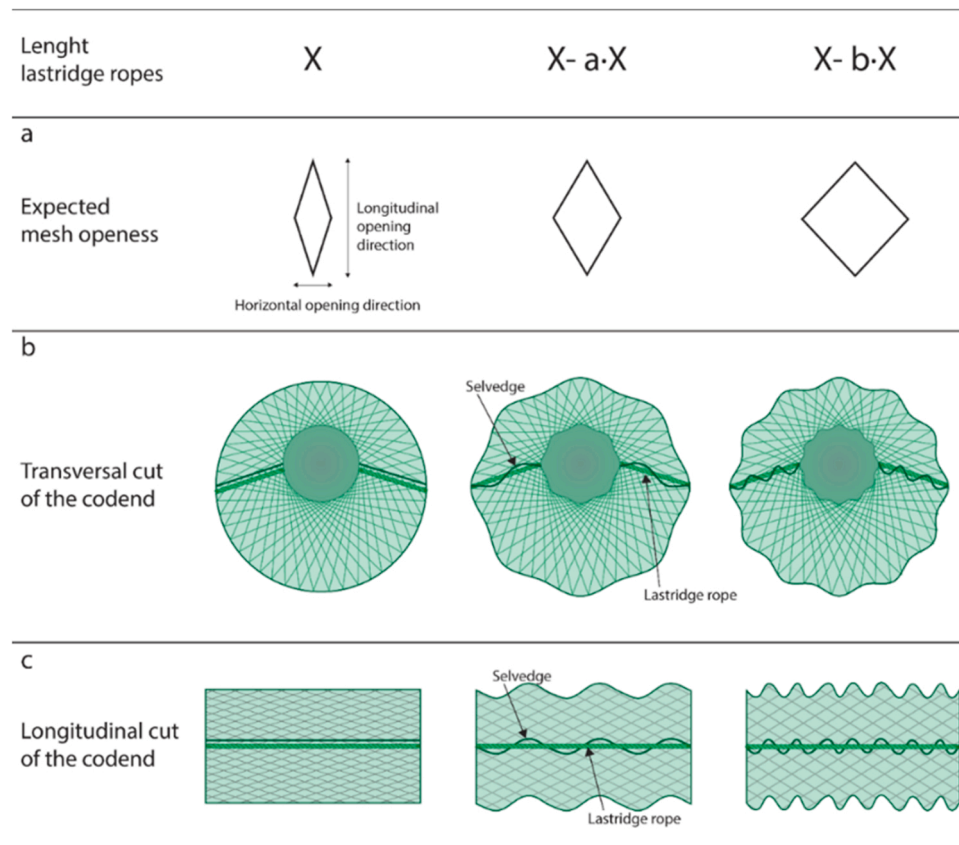 Lenght
lastridge ropes
X
X- a·X
X- b·X
a
Expected
mesh openess
Longitudinal
opening
direction
Horizontal opening direction
b
Transversal cut
of the codend
Selvedge
Lastridge rope
c
Longitudinal cut
of the codend
Selvedge
Lastridge rope